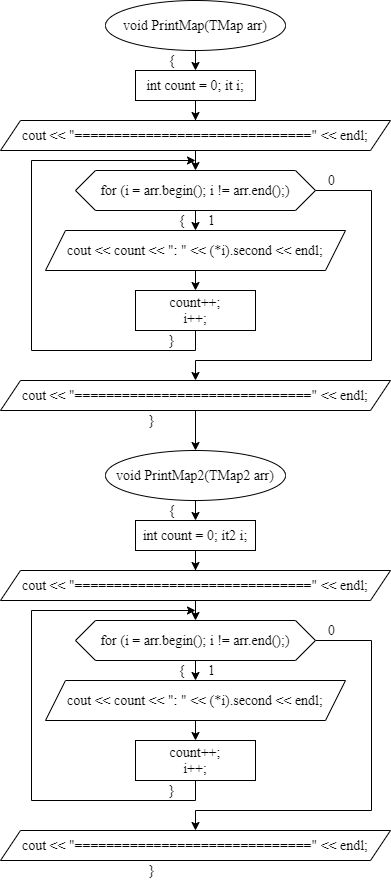 void PrintMap(TMap arr)
{
int count = 0; it i;
cout << "==============================" << endl;
for (i = arr.begin(); i != arr.end();)
0
{ 1
cout << count << ": " << (*i).second << endl;
count++;
i++;
}
cout << "==============================" << endl;
}
void PrintMap2(TMap2 arr)
{
int count = 0; it2 i;
cout << "==============================" << endl;
for (i = arr.begin(); i != arr.end();)
0
{ 1
cout << count << ": " << (*i).second << endl;
count++;
i++;
}
cout << "==============================" << endl;
}